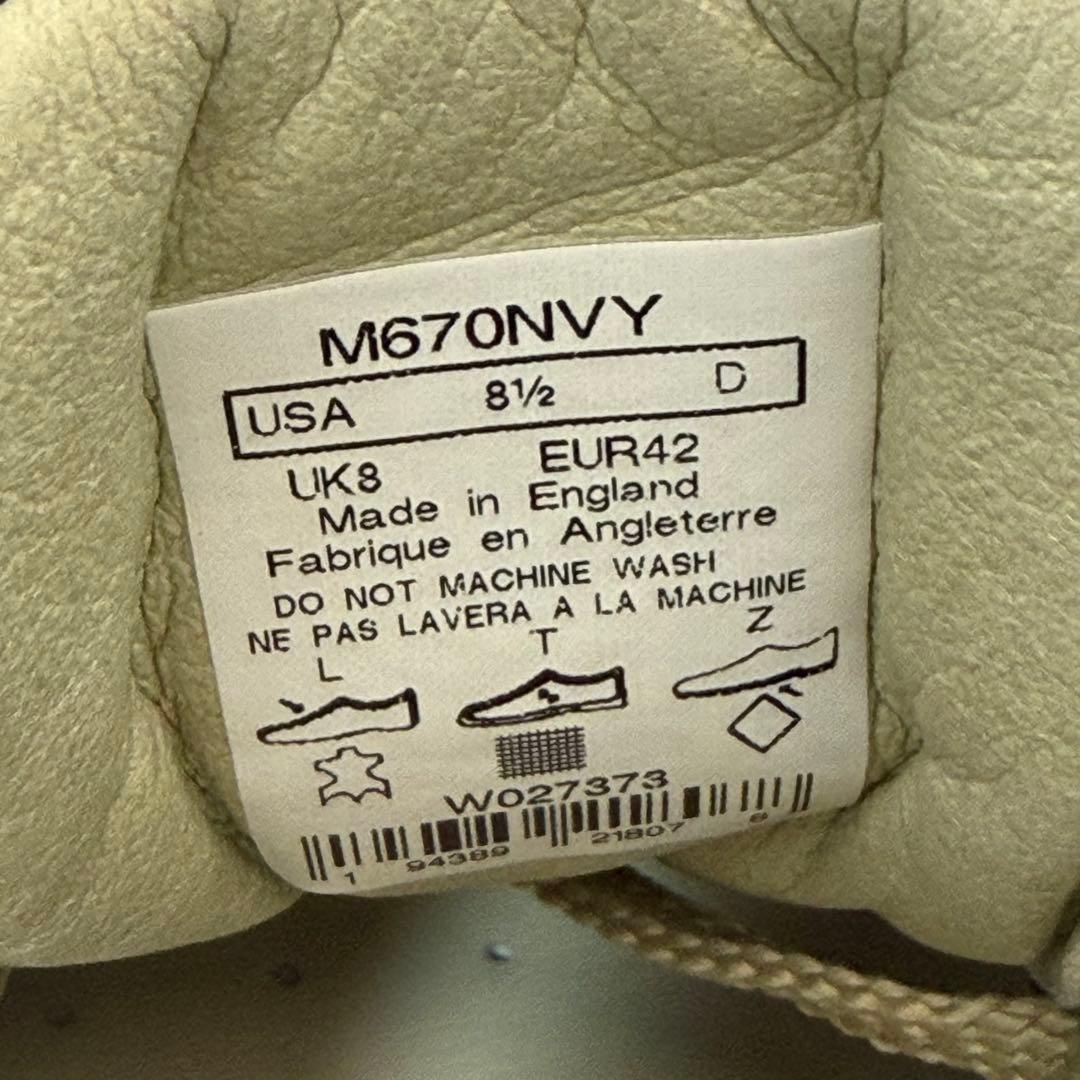 M670NVY
USA 8½ D
UK8 EUR42
Made in England
Fabrique en Angleterre
DO NOT MACHINE WASH
NE PAS LAVERA A LA MACHINE
L T Z
W027373
1 94389 21807 8